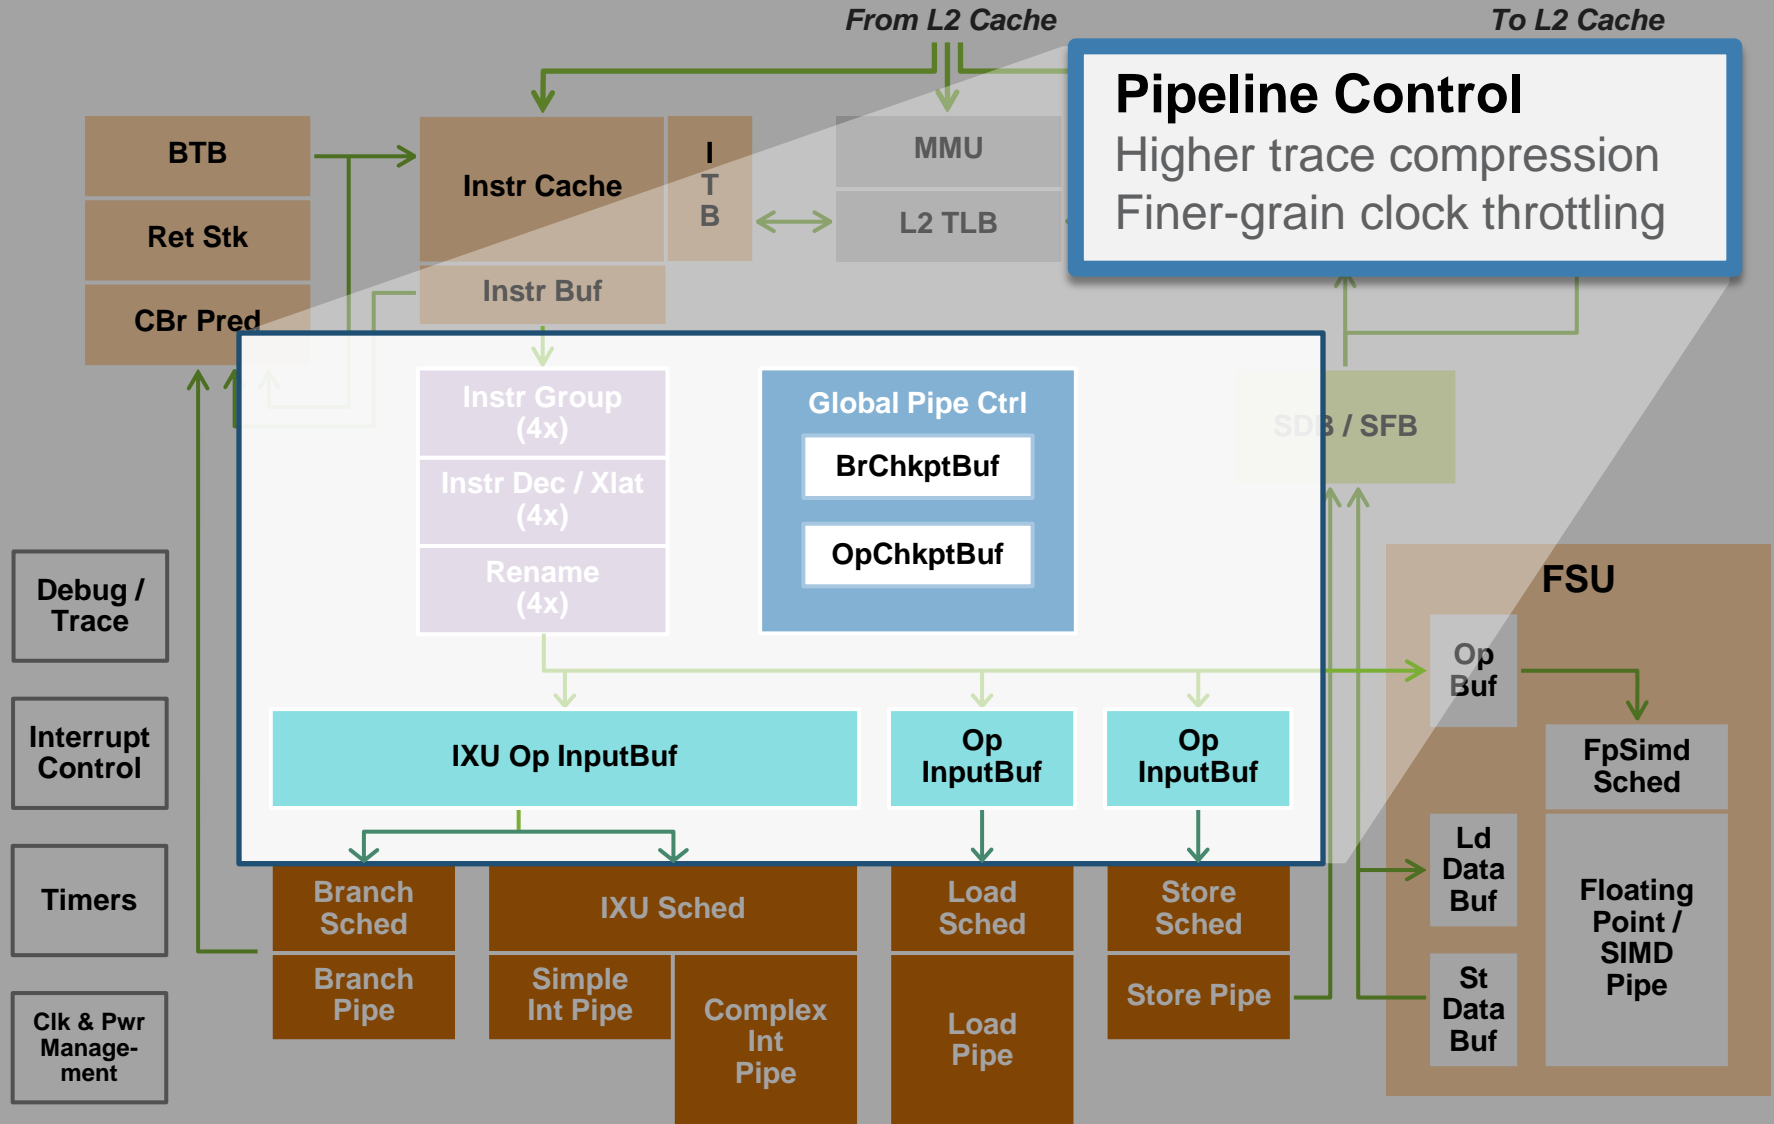 From L2 Cache
To L2 Cache
Pipeline Control
Higher trace compression
Finer-grain clock throttling
BTB
Ret Stk
CBr Pred
Instr Cache
I
T
B
Instr Buf
MMU
L2 TLB
Instr Group
(4x)
Instr Dec / Xlat
(4x)
Rename
(4x)
Global Pipe Ctrl
BrChkptBuf
OpChkptBuf
SDB / SFB
Debug /
Trace
Interrupt
Control
Timers
Clk & Pwr
Manage-
ment
IXU Op InputBuf
Op
InputBuf
Op
InputBuf
Branch
Sched
IXU Sched
Load
Sched
Store
Sched
Branch
Pipe
Simple
Int Pipe
Complex
Int
Pipe
Load
Pipe
Store Pipe
FSU
Op
Buf
FpSimd
Sched
Ld
Data
Buf
Floating
Point /
SIMD
Pipe
St
Data
Buf